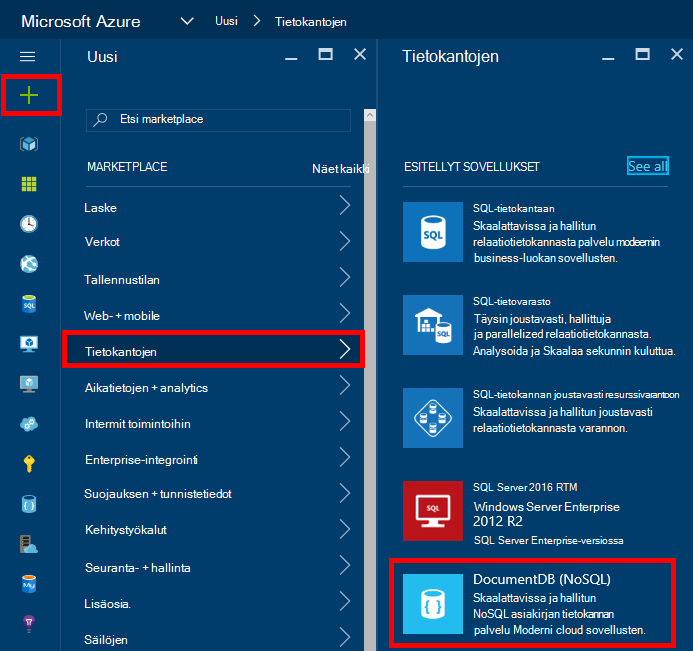 Microsoft Azure
Uusi
Tietokantojen
Uusi
Etsi marketplace
MARKETPLACE
Näet kaikki
Laske
Verkot
Tallennustilan
Web- + mobile
Tietokantojen
Aikatietojen + analytics
Intermit toimintoihin
Enterprise-integrointi
Suojauksen + tunnistetiedot
Kehitystyökalut
Seuranta- + hallinta
Lisäosia.
Säilöjen
Tietokantojen
ESITELLYT SOVELLUKSET
See all
SQL-tietokantaan
Skaalattavissa ja hallitun
relaatiotietokannasta palvelu modeemin
business-luokan sovellusten.
SQL
SQL-tietovarasto
Täysin joustavasti, hallittuja
ja parallelized relaatiotietokannasta.
Analysoida ja Skaalaa sekunnin kuluttua.
SQL
SQL-tietokannan joustavasti resurssivarantoon
Skaalattavissa ja hallitun joustavasti
relaatiotietokannasta varannon.
SQL Server 2016 RTM
Windows Server Enterprise
2012 R2
SQL Server Enterprise-versiossa
SQL
DocumentDB (NoSQL)
Skaalattavissa ja hallitun
NoSQL asiakirjan tietokannan
palvelu Moderni cloud sovellusten.
SQL